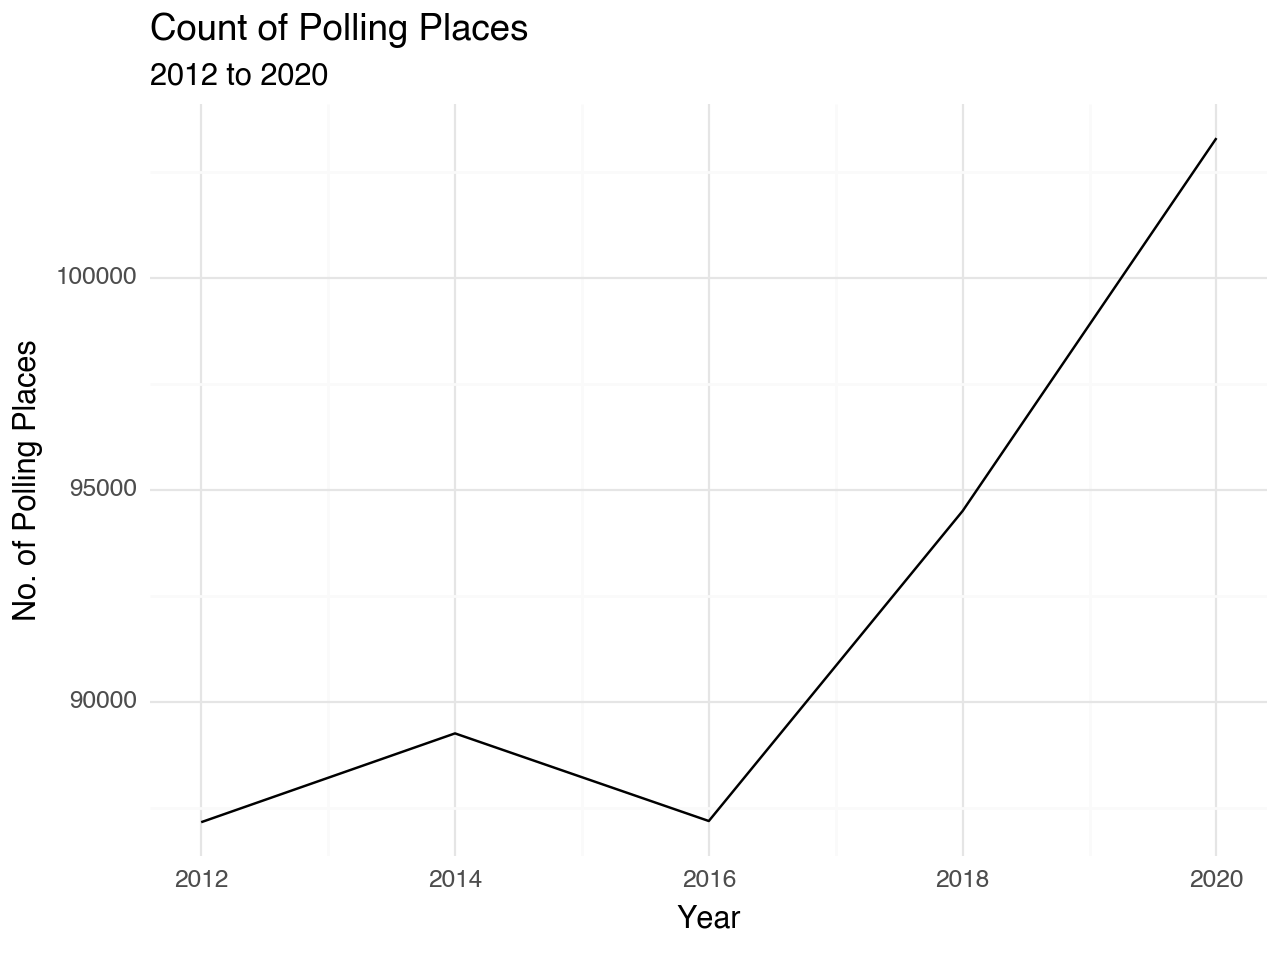 Count of Polling Places
2012 to 2020
No. of Polling Places
100000
95000
90000
2012 2014 2016 2018 2020
Year